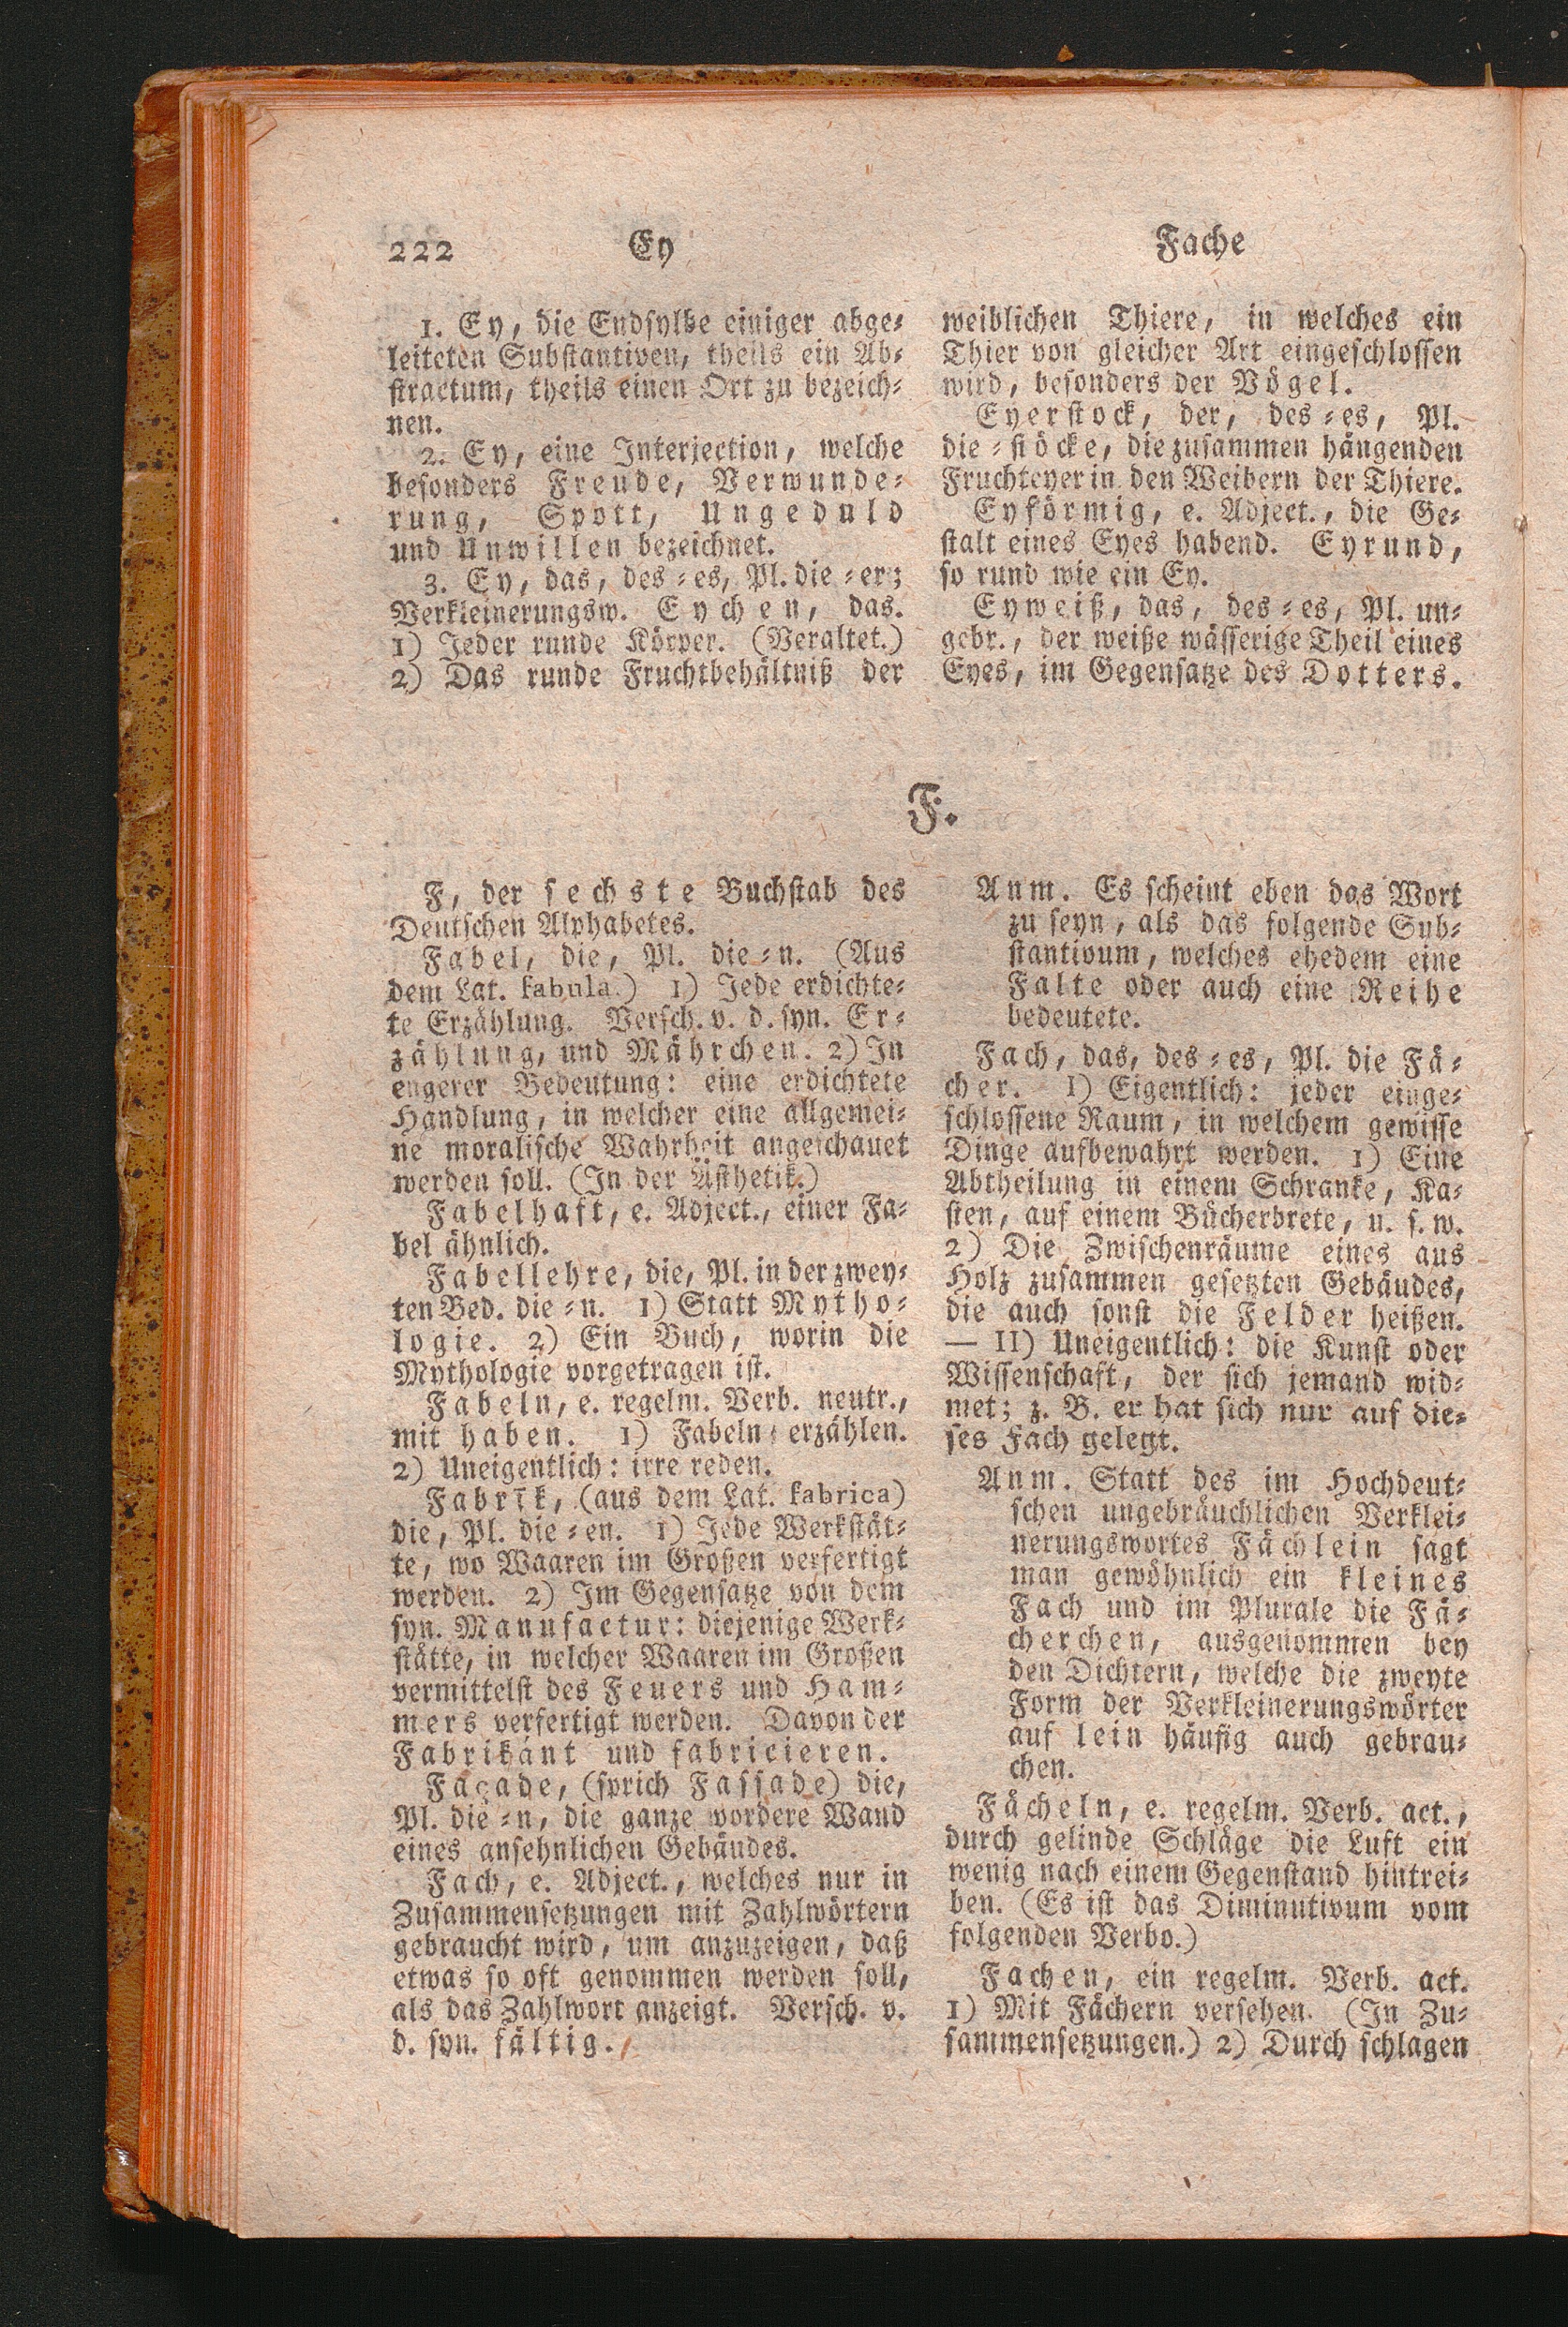 222 Ey Fache
1. Ey, die Endsylbe einiger abge⸗
leiteten Substantiven, theils ein Ab⸗
stractum, theils einen Ort zu bezeich⸗
nen.
2. Ey, eine Interjection, welche
besonders Freude, Verwunde⸗
rung, Spott, Ungeduld
und Unwillen bezeichnet.
3. Ey, das, des⸗es, Pl. die⸗er;
Verkleinerungsw. Eychen, das.
1) Jeder runde Körper. (Veraltet.)
2) Das runde Fruchtbehältniß der
weiblichen Thiere, in welches ein
Thier von gleicher Art eingeschlossen
wird, besonders der Vögel.
Eyerstock, der, des⸗es, Pl.
die⸗stöcke, die zusammen hängenden
Fruchteyer in den Weibern der Thiere.
Eyförmig, e. Adject., die Ge⸗
stalt eines Eyes habend. Eyrund,
so rund wie ein Ey.
Eyweiß, das, des⸗es, Pl. un⸗
gebr., der weiße wässerige Theil eines
Eyes, im Gegensatze des Dotters.
F.
F, der sechste Buchstab des
Deutschen Alphabetes.
Fabel, die, Pl. die⸗n. (Aus
dem Lat. fabula.) 1) Jede erdichte⸗
te Erzählung. Versch. v. d. syn. Er⸗
zählung, und Mährchen. 2) In
engerer Bedeutung: eine erdichtete
Handlung, in welcher eine allgemei⸗
ne moralische Wahrheit angeschauet
werden soll. (In der Ästhetik.)
Fabelhaft, e. Adject., einer Fa⸗
bel ähnlich.
Fabellehre, die, Pl. in der zwey⸗
ten Bed. die⸗n. 1) Statt Mytho⸗
logie. 2) Ein Buch, worin die
Mythologie vorgetragen ist.
Fabeln, e. regelm. Verb. neutr.,
mit haben. 1) Fabeln erzählen.
2) Uneigentlich: irre reden.
Fabrīk, (aus dem Lat. fabrica)
die, Pl. die⸗en. 1) Jede Werkstät⸗
te, wo Waaren im Großen verfertigt
werden. 2) Im Gegensatze von dem
syn. Manufactur: diejenige Werk⸗
stätte, in welcher Waaren im Großen
vermittelst des Feuers und Ham⸗
mers verfertigt werden. Davon der
Fabrikánt und fabricieren.
Façade, (sprich Fassade) die,
Pl. die⸗n, die ganze vordere Wand
eines ansehnlichen Gebäudes.
Fach, e. Adject., welches nur in
Zusammensetzungen mit Zahlwörtern
gebraucht wird, um anzuzeigen, daß
etwas so oft genommen werden soll,
als das Zahlwort anzeigt. Versch. v.
d. syn. fältig.
Anm. Es scheint eben das Wort
zu seyn, als das folgende Sub⸗
stantivum, welches ehedem eine
Falte oder auch eine Reihe
bedeutete.
Fach, das, des⸗es, Pl. die Fä⸗
cher. I) Eigentlich: jeder einge⸗
schlossene Raum, in welchem gewisse
Dinge aufbewahrt werden. 1) Eine
Abtheilung in einem Schranke, Ka⸗
sten, auf einem Bücherbrete, u. s. w.
2) Die Zwischenräume eines aus
Holz zusammen gesetzten Gebäudes,
die auch sonst die Felder heißen.
— II) Uneigentlich: die Kunst oder
Wissenschaft, der sich jemand wid⸗
met; z. B. er hat sich nur auf die⸗
ses Fach gelegt.
Anm. Statt des im Hochdeut⸗
schen ungebräuchlichen Verklei⸗
nerungswortes Fächlein sagt
man gewöhnlich ein kleines
Fach und im Plurale die Fä⸗
cherchen, ausgenommen bey
den Dichtern, welche die zweyte
Form der Verkleinerungswörter
auf lein häufig auch gebrau⸗
chen.
Fächeln, e. regelm. Verb. act.,
durch gelinde Schläge die Luft ein
wenig nach einem Gegenstand hintrei⸗
ben. (Es ist das Diminutivum vom
folgenden Verbo.)
Fachen, ein regelm. Verb. act.
1) Mit Fächern versehen. (In Zu⸗
sammensetzungen.) 2) Durch schlagen